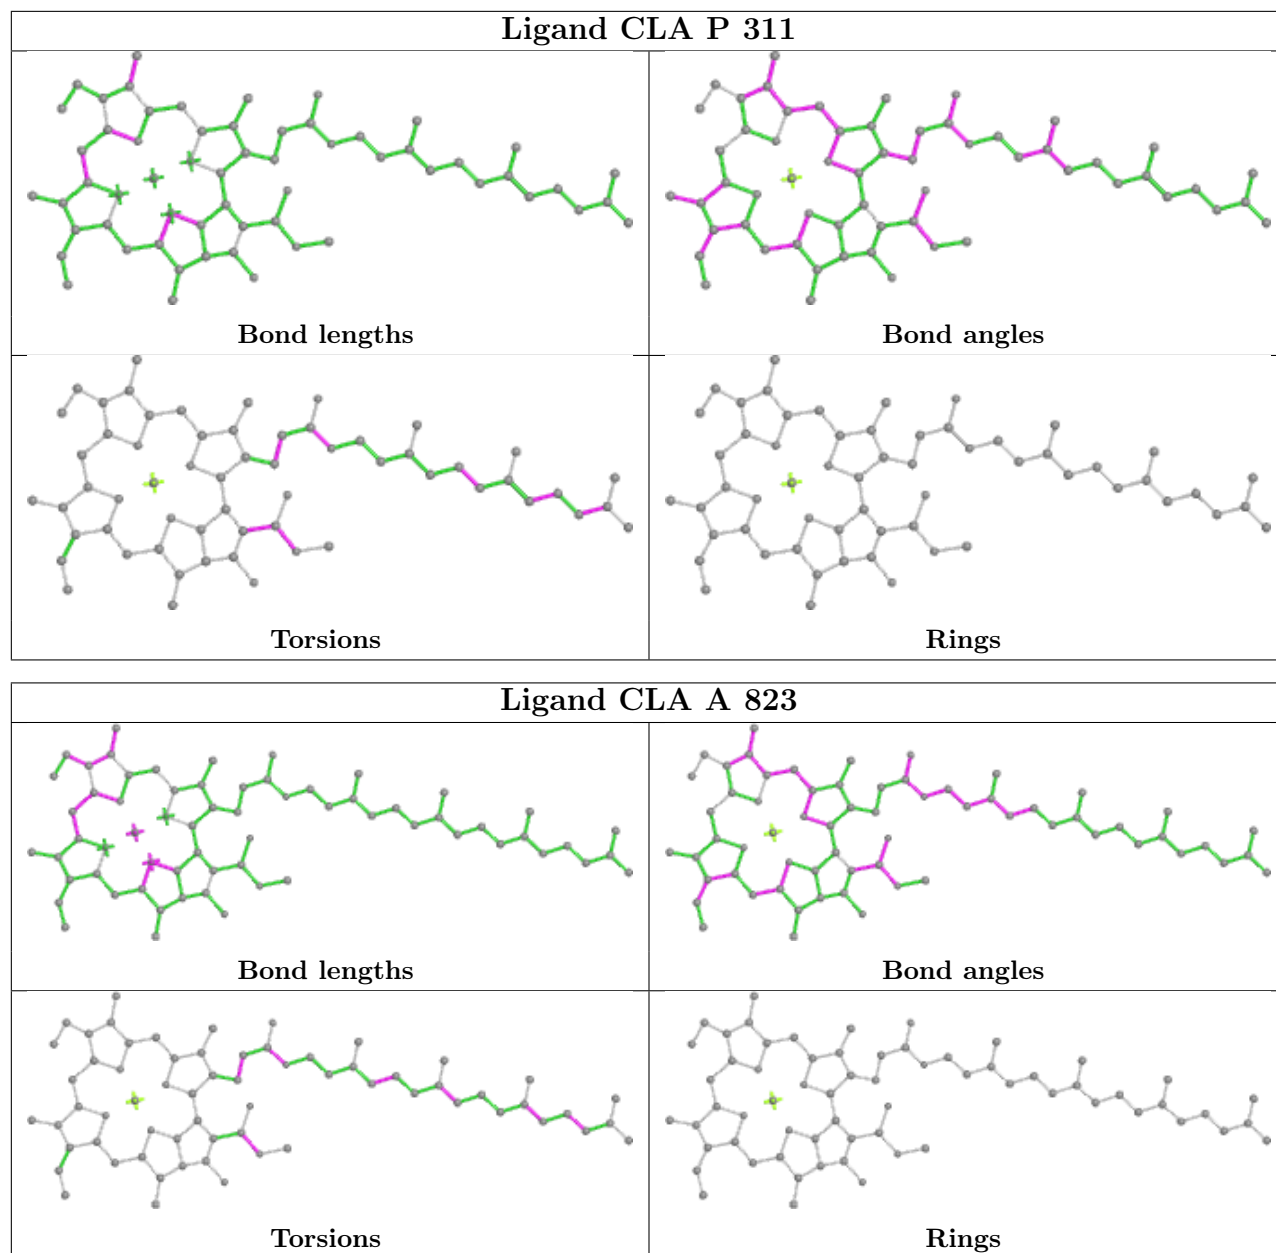 Ligand CLA P 311
Bond lengths
Bond angles
Torsions
Rings
Ligand CLA A 823
Bond lengths
Bond angles
Torsions
Rings